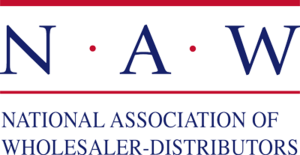 N · A · W
NATIONAL ASSOCIATION OF
WHOLESALER-DISTRIBUTORS